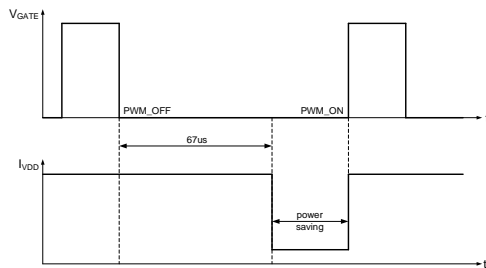 VGATE
PWM_OFF
PWM_ON
67us
IVDD
power
saving
t